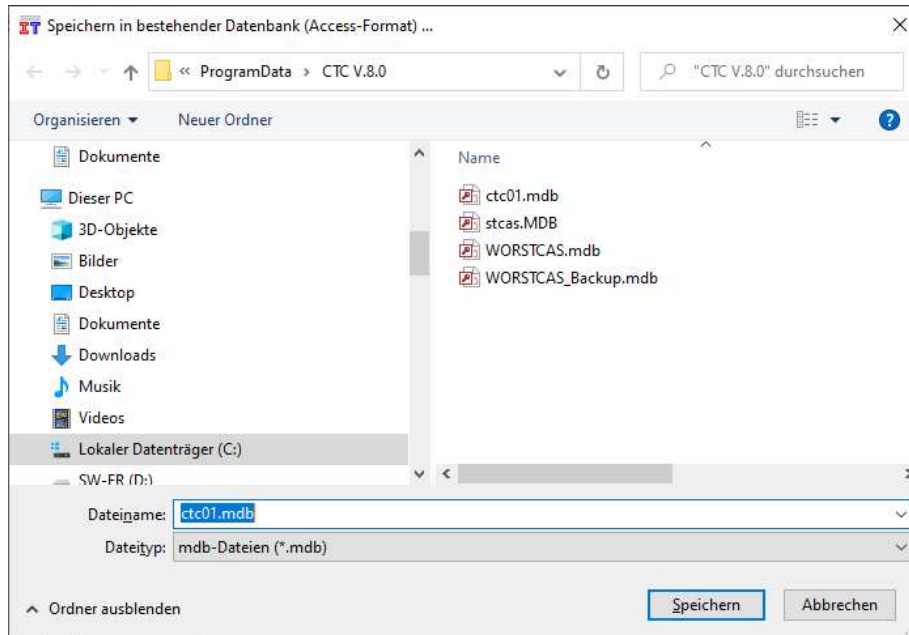 Speichern in bestehender Datenbank (Access-Format) ...
« ProgramData > CTC V.8.0
"CTC V.8.0" durchsuchen
Organisieren
Neuer Ordner
Dokumente
Dieser PC
3D-Objekte
Bilder
Desktop
Dokumente
Downloads
Musik
Videos
Lokaler Datenträger (C:)
SW-FR (D:)
Name
ctc01.mdb
stcas.MDB
WORSTCAS.mdb
WORSTCAS_Backup.mdb
Dateiname: ctc01.mdb
Dateityp: mdb-Dateien (*.mdb)
Ordner ausblenden
Speichern
Abbrechen